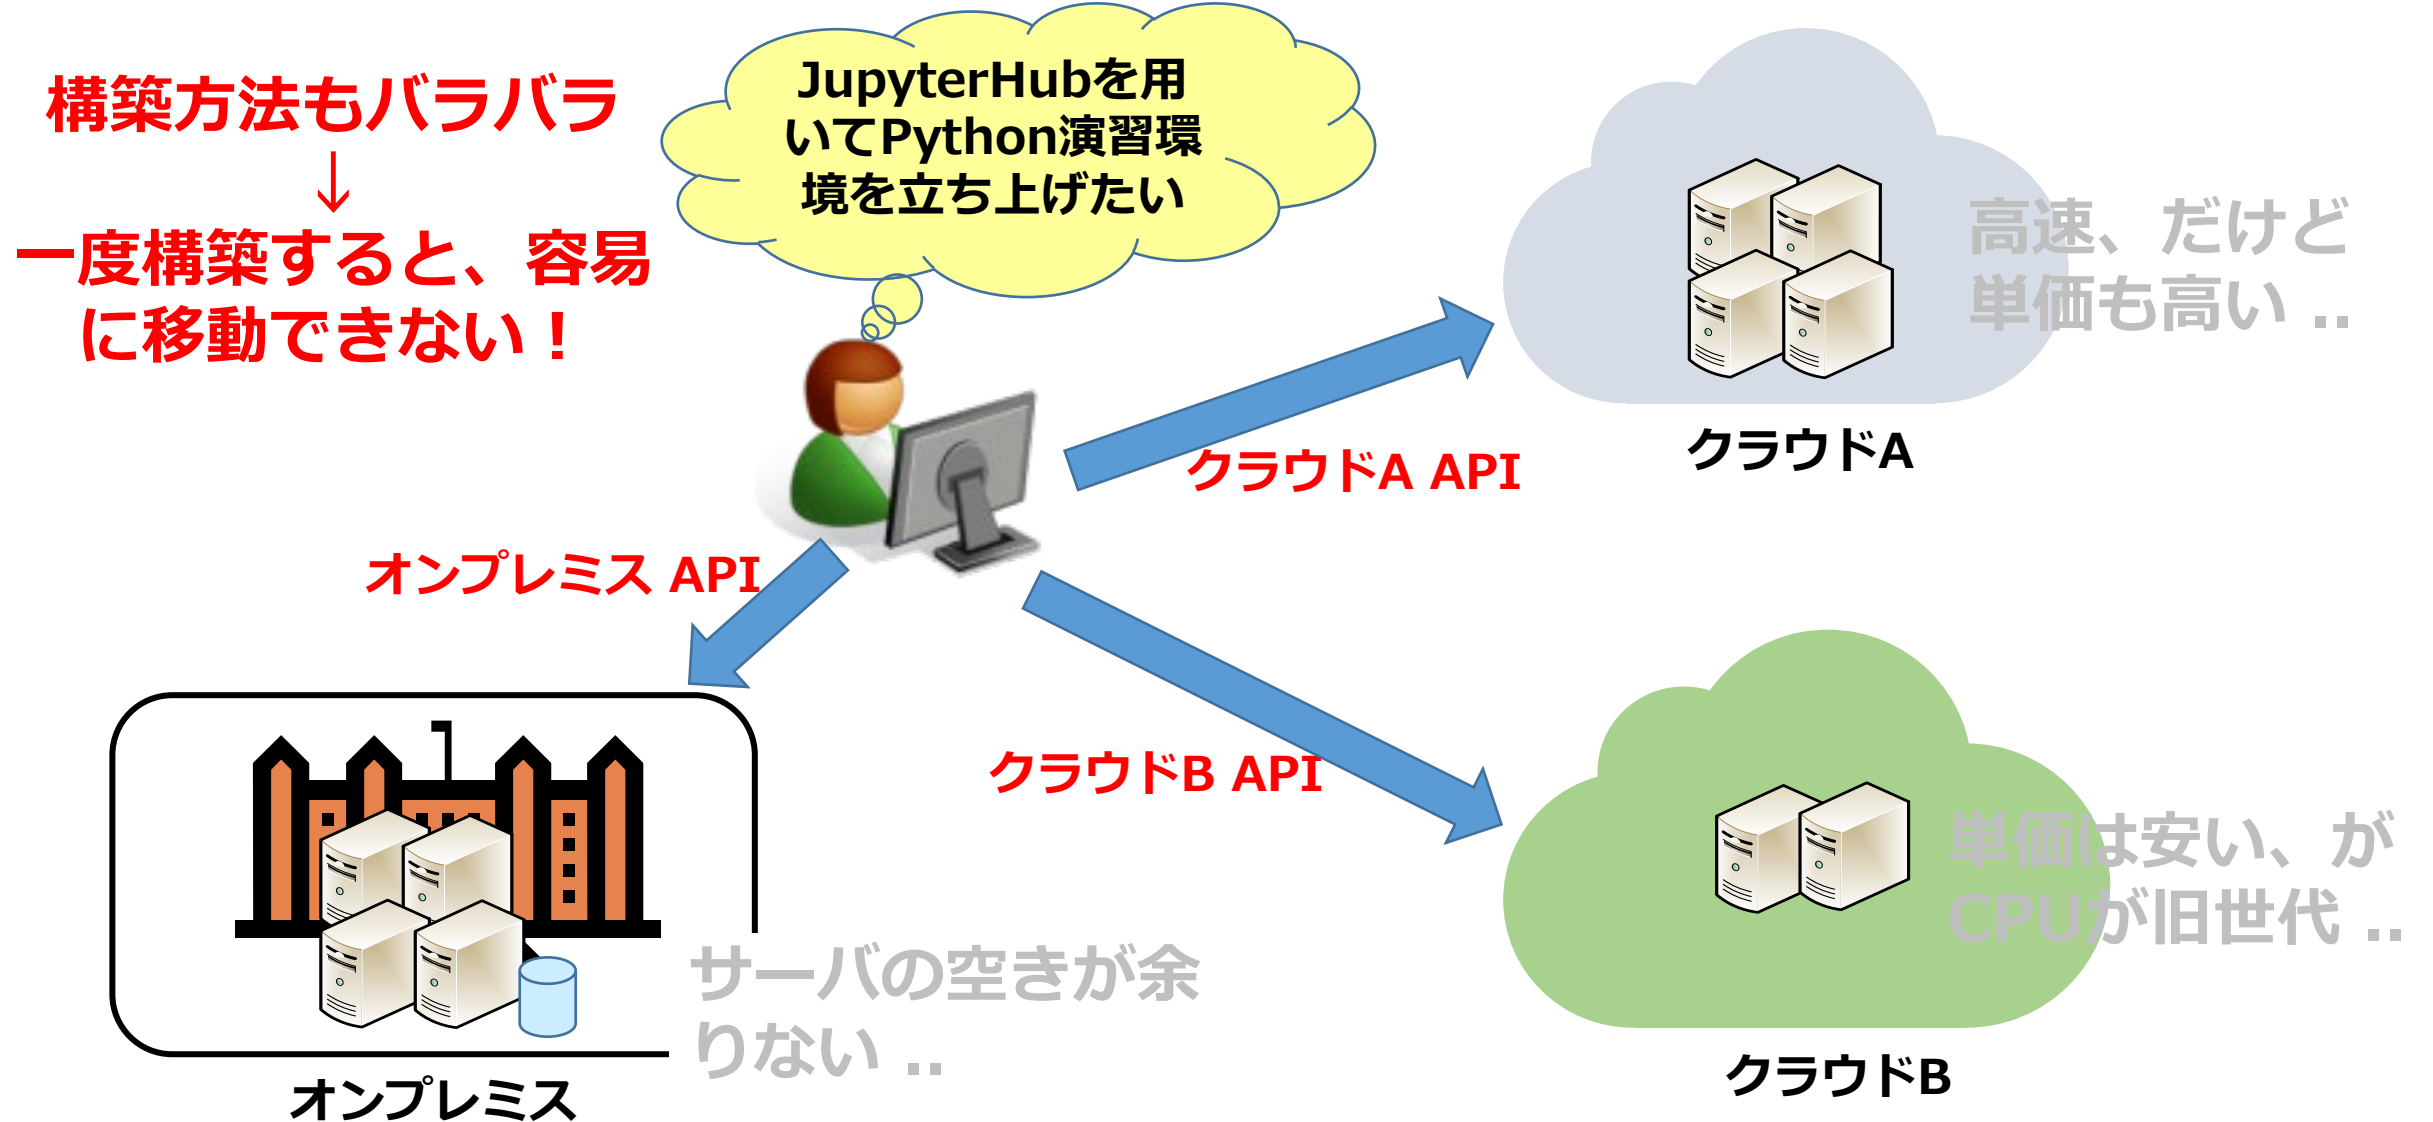 構築方法もバラバラ
↓
一度構築すると、容易
に移動できない！
JupyterHubを用
いてPython演習環
境を立ち上げたい
高速、だけど
単価も高い ..
クラウドA
クラウドA API
オンプレミス API
クラウドB API
単価は安い、が
CPUが旧世代 ..
サーバの空きが余
りない ..
クラウドB
オンプレミス